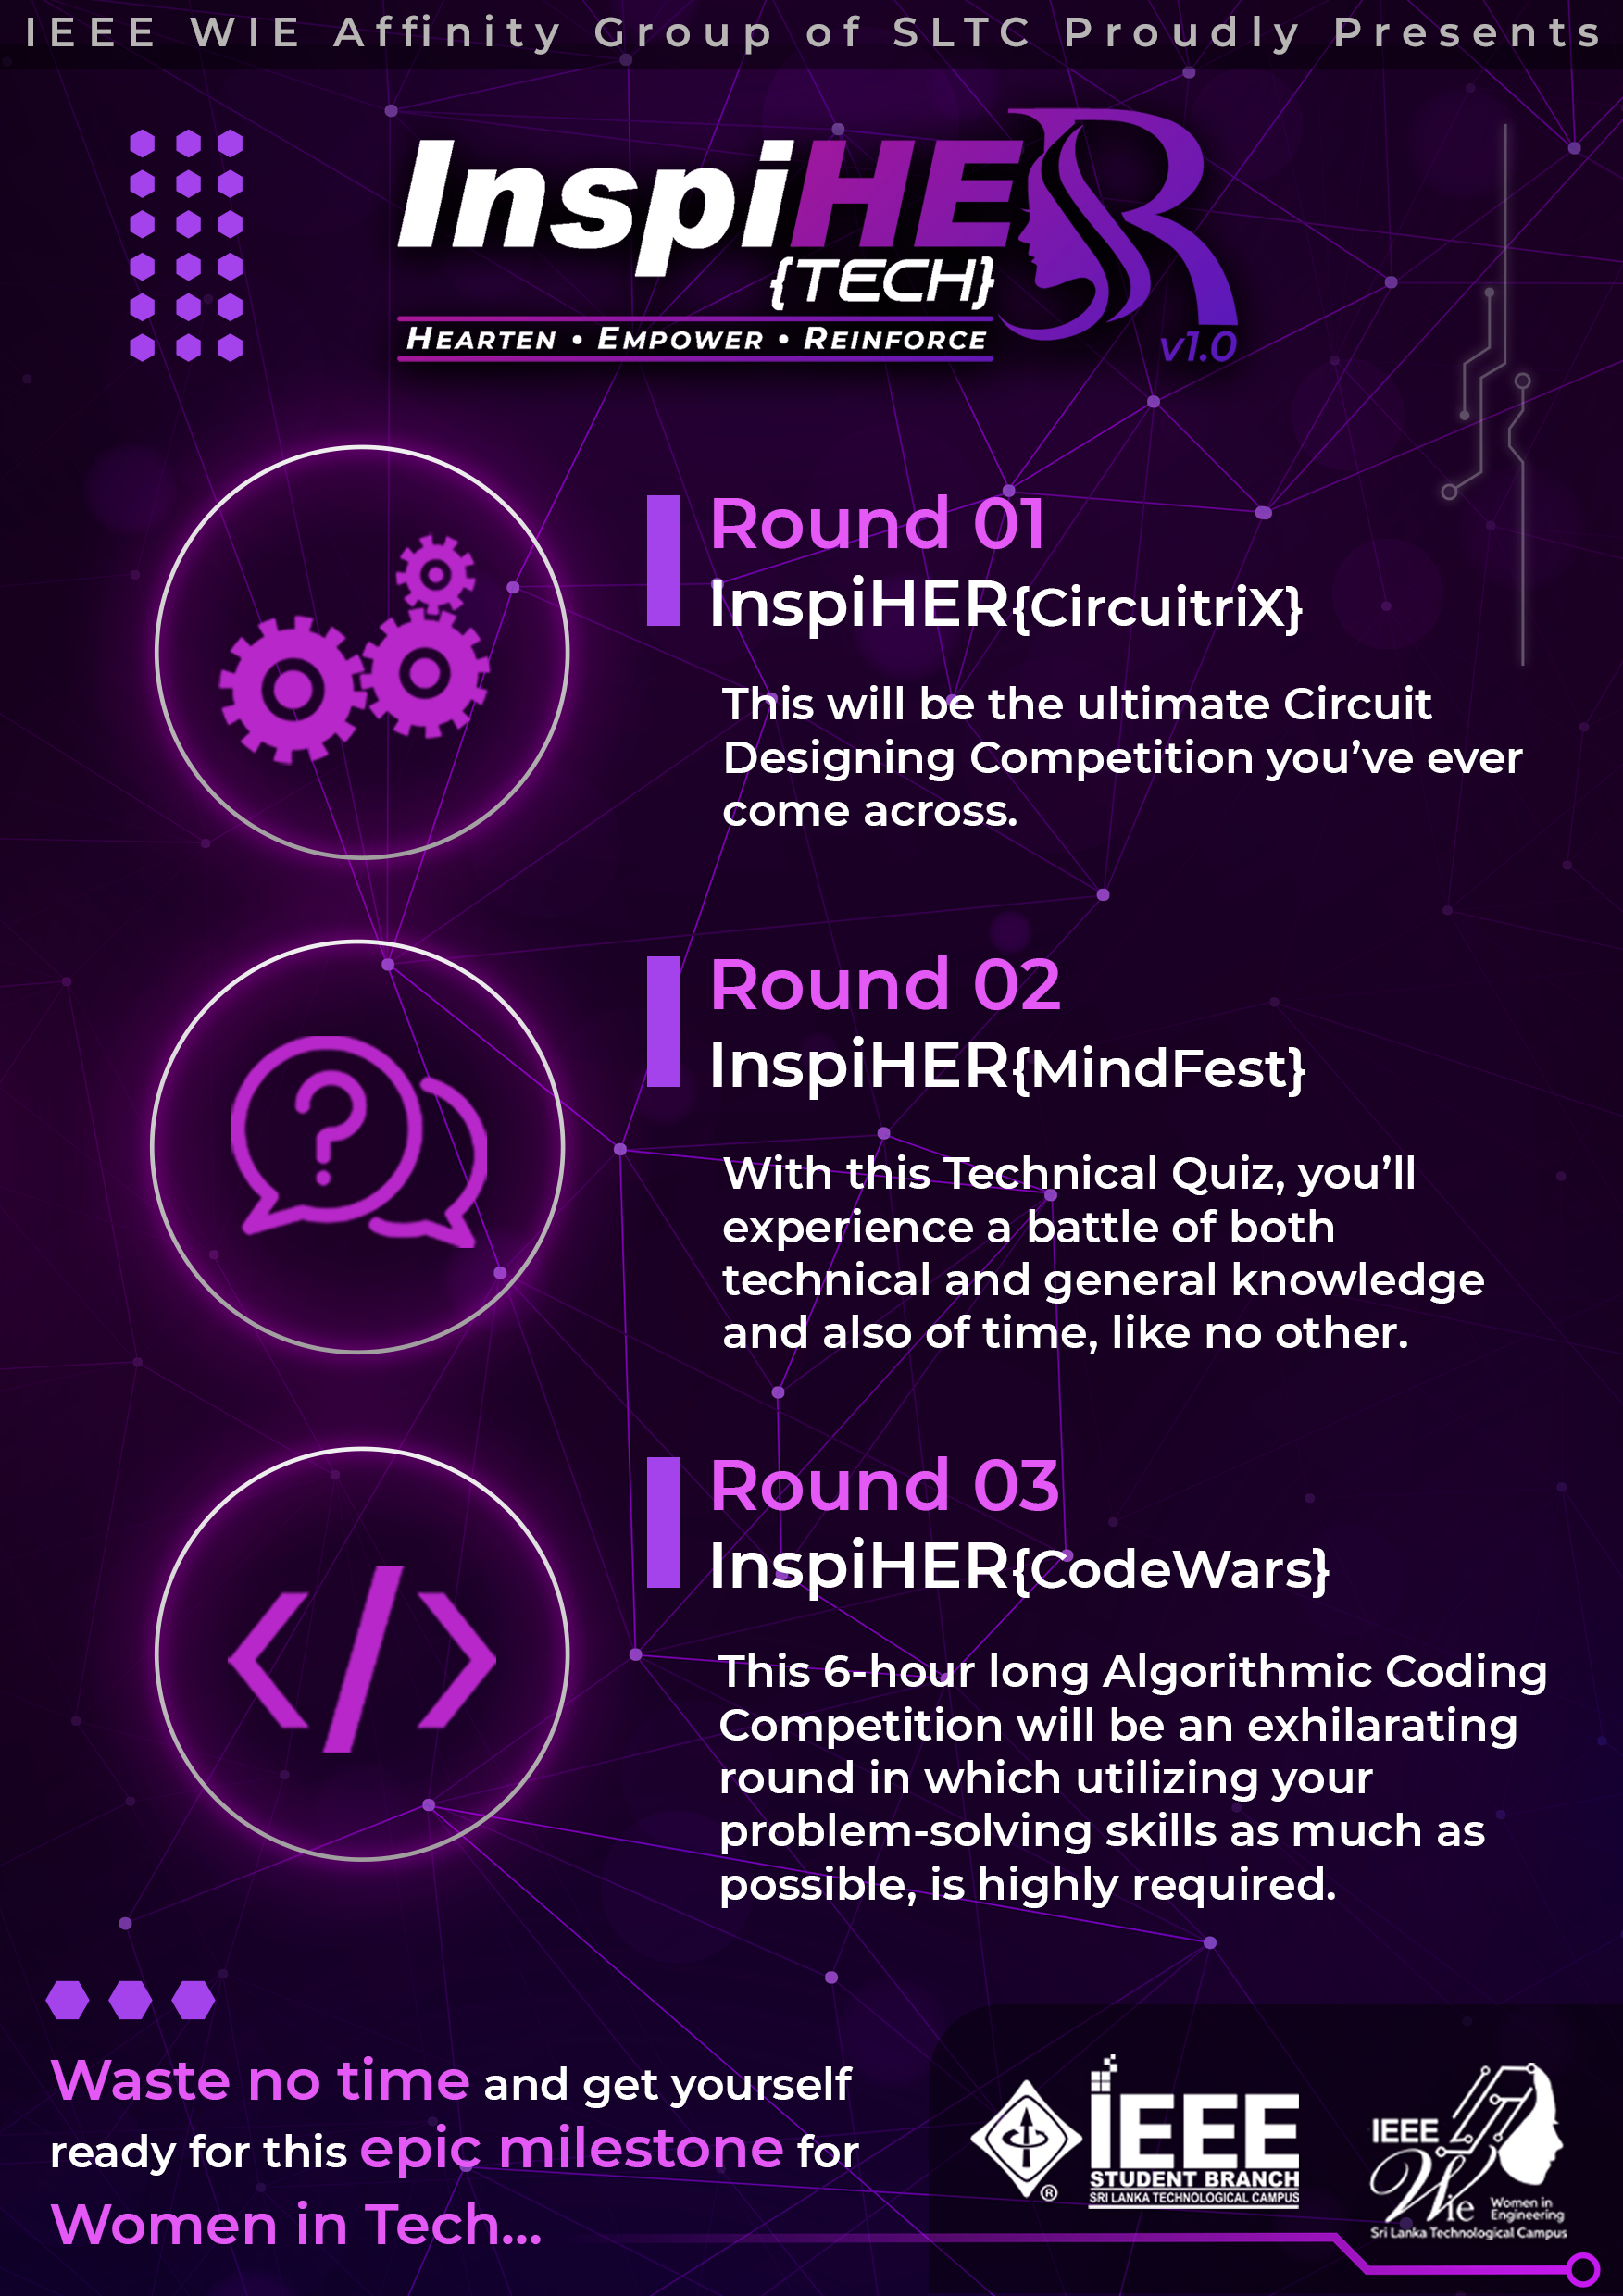 IEEE WIE Affinity Group of SLTC Proudly Presents
InspiHER
{TECH}
HEARTEN • EMPOWER • REINFORCE
v1.0
Round 01
InspiHER{CircuitriX}
This will be the ultimate Circuit
Designing Competition you’ve ever
come across.
Round 02
InspiHER{MindFest}
With this Technical Quiz, you’ll
experience a battle of both
technical and general knowledge
and also of time, like no other.
Round 03
InspiHER{CodeWars}
This 6-hour long Algorithmic Coding
Competition will be an exhilarating
round in which utilizing your
problem-solving skills as much as
possible, is highly required.
Waste no time and get yourself
ready for this epic milestone for
Women in Tech...
IEEE
STUDENT BRANCH
SRI LANKA TECHNOLOGICAL CAMPUS
®
IEEE
Wie Women in
Engineering
Sri Lanka Technological Campus